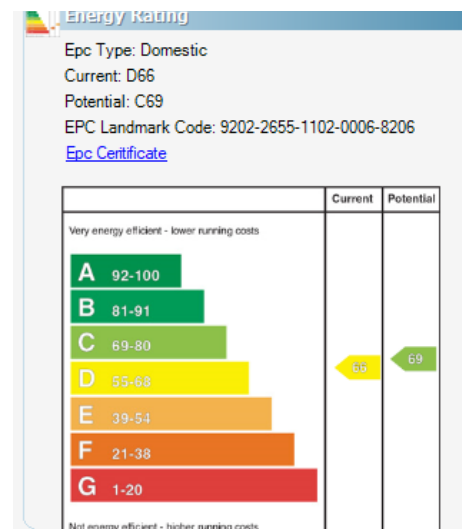 Energy Rating
Epc Type: Domestic
Current: D66
Potential: C69
EPC Landmark Code: 9202-2655-1102-0006-8206
Epc Ceritificate
Current Potential
Very energy efficient - lower running costs
A 92-100
B 81-91
C 69-80
D 55-68
66
69
E 39-54
F 21-38
G 1-20
Not energy efficient - higher running costs